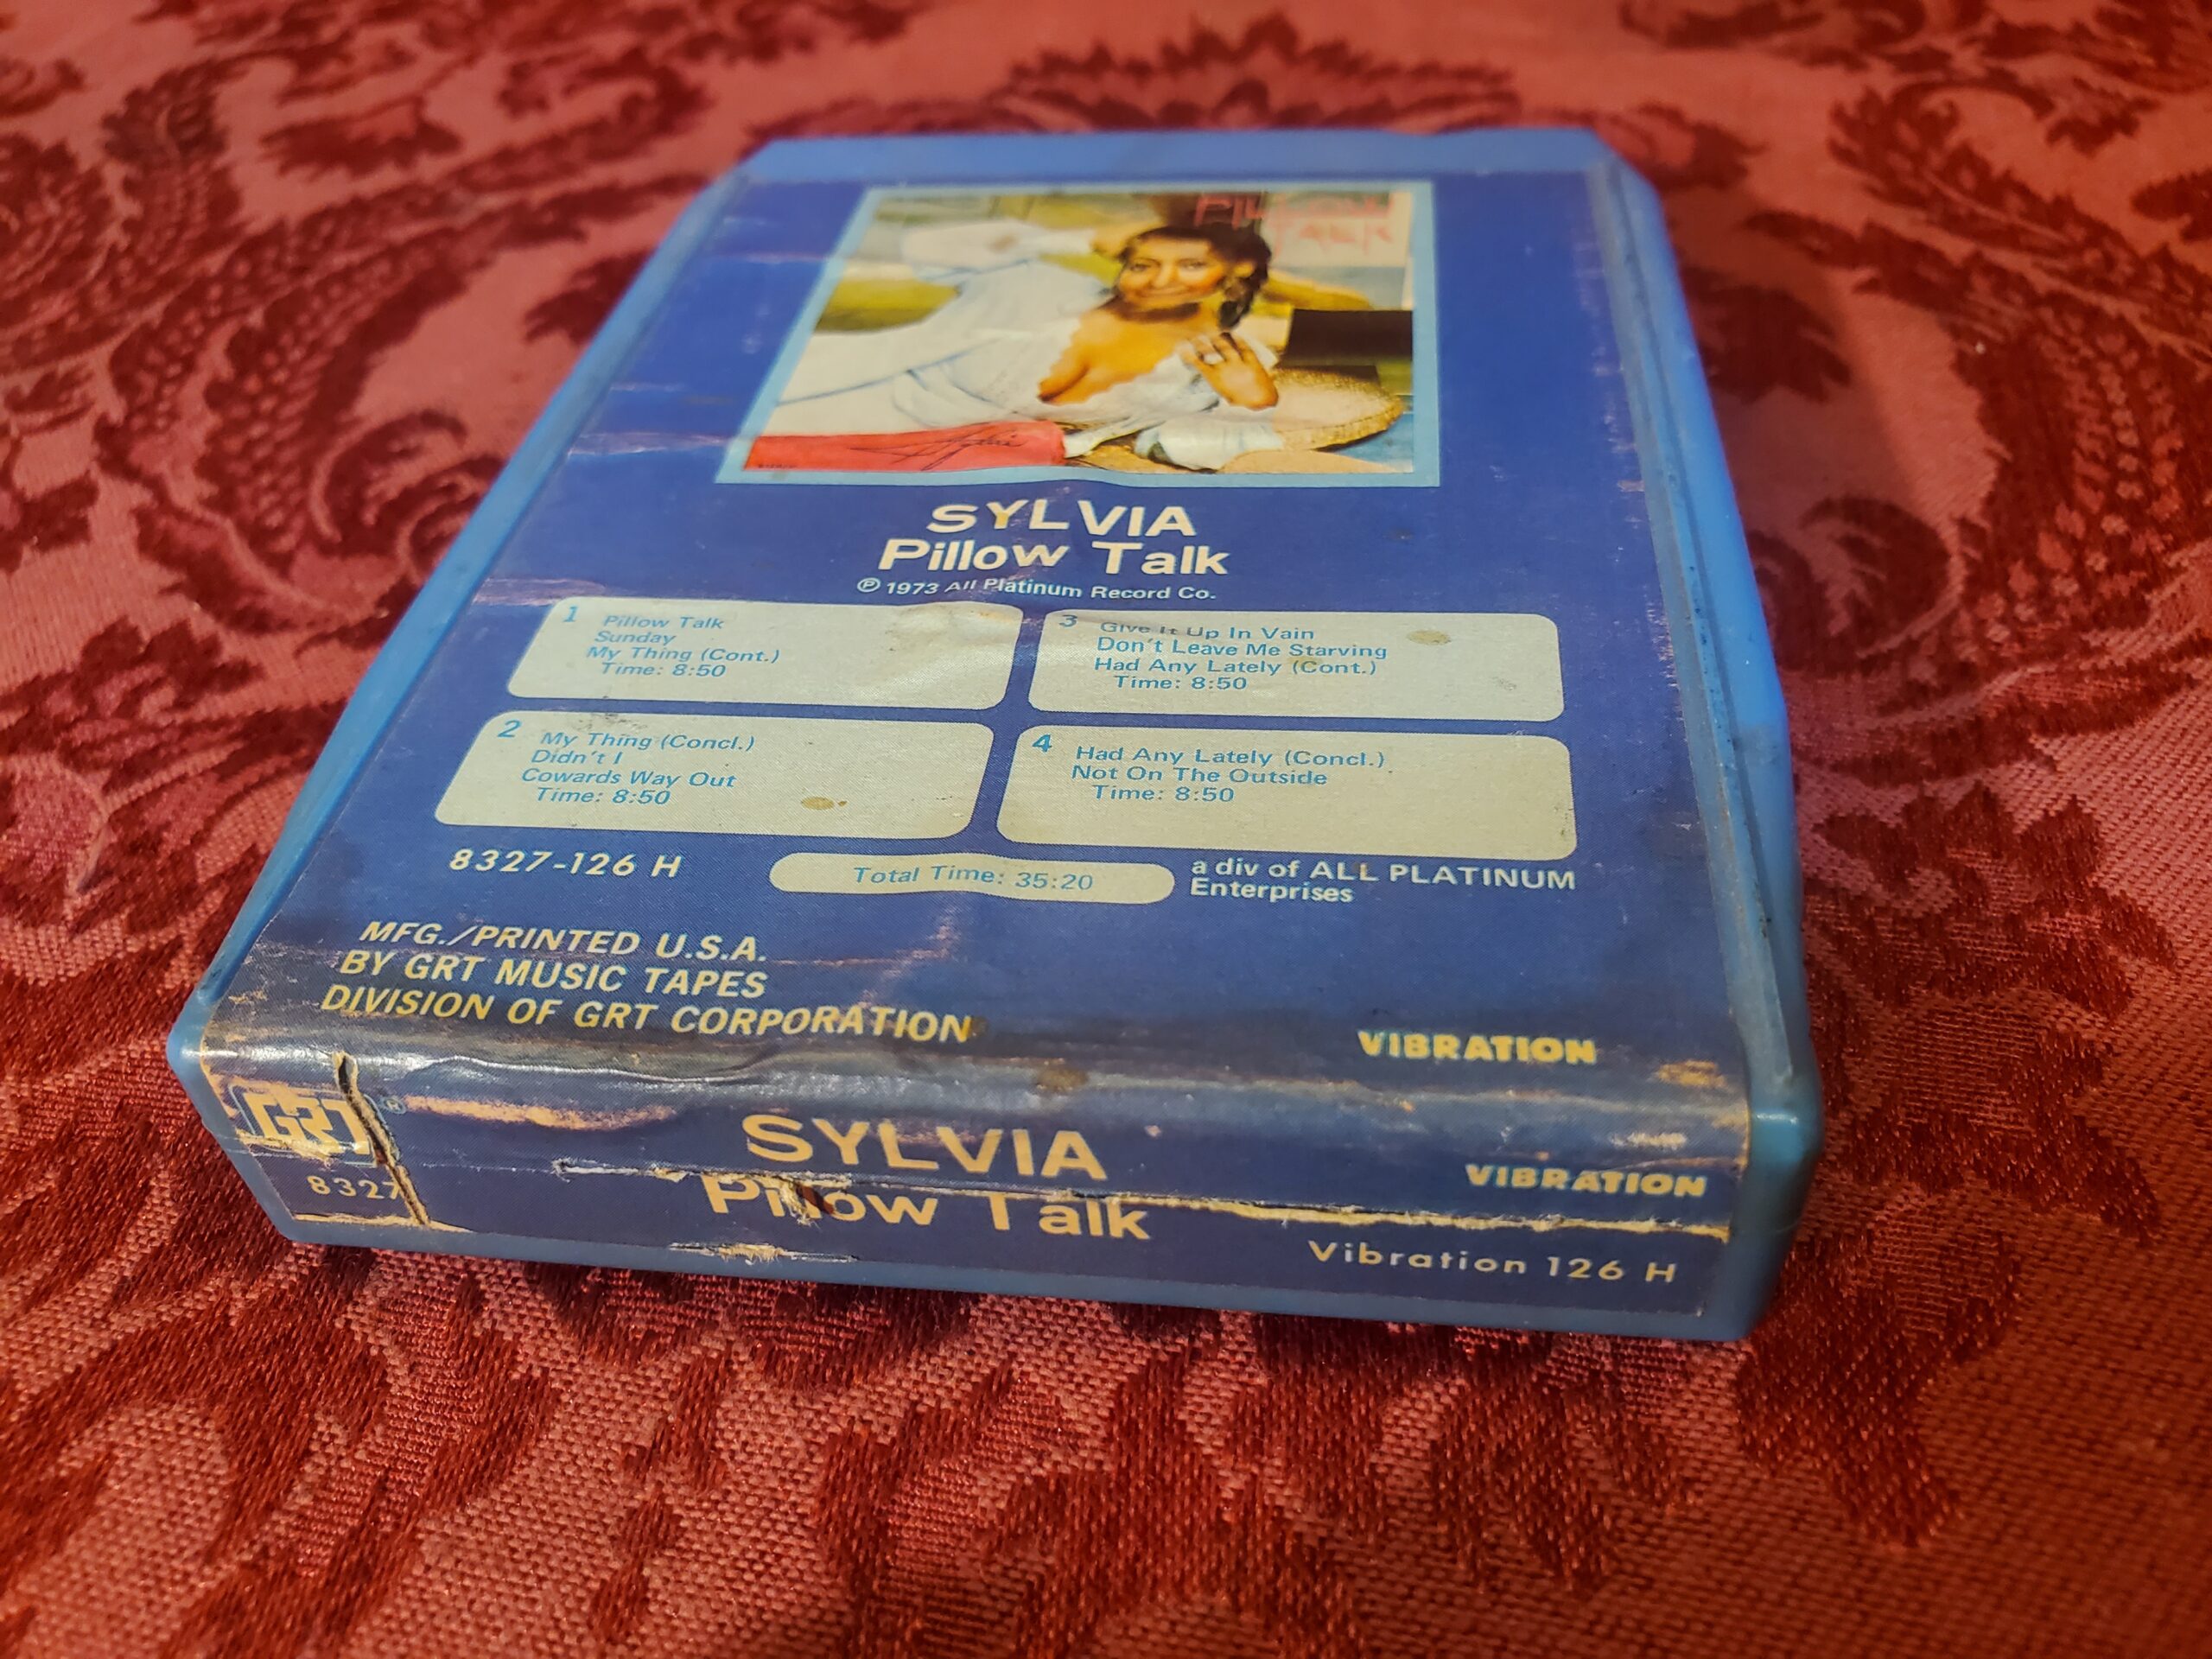 PILLOW
TALK
Sylvia
SYLVIA
Pillow Talk
℗ 1973 All Platinum Record Co.
1 Pillow Talk
Sunday
My Thing (Cont.)
Time: 8:50
2 My Thing (Concl.)
Didn't I
Cowards Way Out
Time: 8:50
3 Give It Up In Vain
Don't Leave Me Starving
Had Any Lately (Cont.)
Time: 8:50
4 Had Any Lately (Concl.)
Not On The Outside
Time: 8:50
8327-126 H
Total Time: 35:20
a div of ALL PLATINUM
Enterprises
MFG./PRINTED U.S.A.
BY GRT MUSIC TAPES
DIVISION OF GRT CORPORATION
VIBRATION
GRT®
8327
SYLVIA
Pillow Talk
VIBRATION
Vibration 126 H